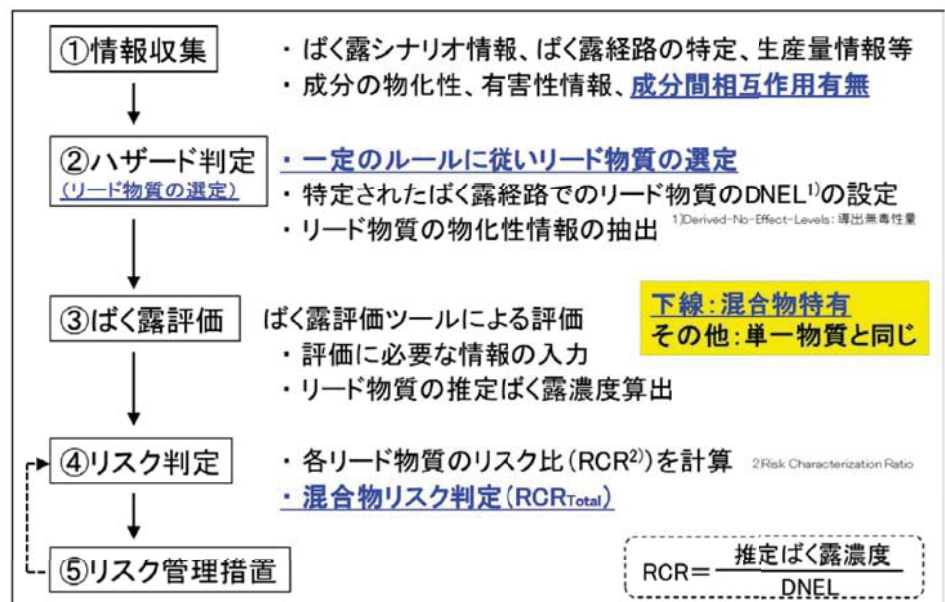 ①情報収集
・ばく露シナリオ情報、ばく露経路の特定、生産量情報等
・成分の物化性、有害性情報、成分間相互作用有無
②ハザード判定
(リード物質の選定)
・一定のルールに従いリード物質の選定
・特定されたばく露経路でのリード物質のDNEL1)の設定
・リード物質の物化性情報の抽出
1)Derived-No-Effect-Levels:導出無毒性量
③ばく露評価
ばく露評価ツールによる評価
・評価に必要な情報の入力
・リード物質の推定ばく露濃度算出
下線:混合物特有
その他:単一物質と同じ
④リスク判定
・各リード物質のリスク比(RCR2))を計算
2Risk Characterization Ratio
・混合物リスク判定(RCRTotal)
⑤リスク管理措置
RCR=推定ばく露濃度
DNEL